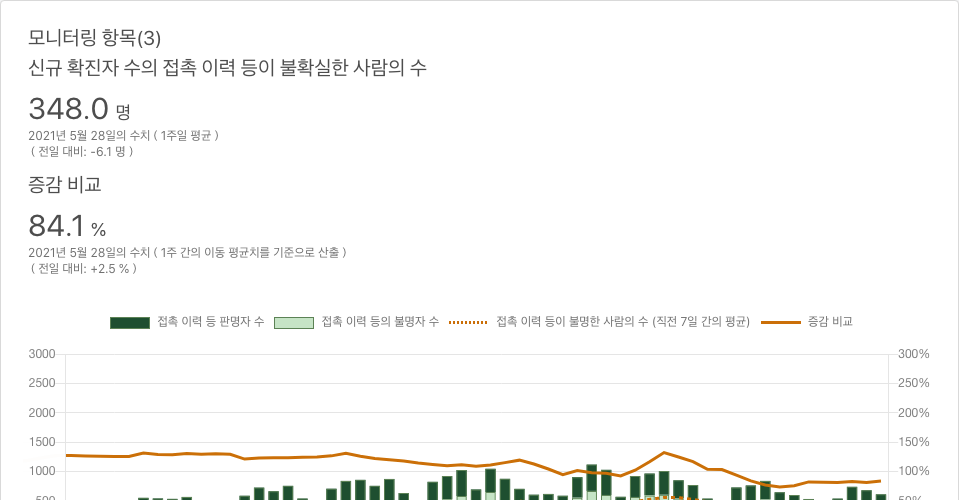 모니터링 항목(3)
신규 확진자 수의 접촉 이력 등이 불확실한 사람의 수
348.0 명
2021년 5월 28일의 수치 ( 1주일 평균 )
( 전일 대비: -6.1 명 )
증감 비교
84.1 %
2021년 5월 28일의 수치 ( 1주 간의 이동 평균치를 기준으로 산출 )
( 전일 대비: +2.5 % )
접촉 이력 등 판명자 수 접촉 이력 등의 불명자 수 접촉 이력 등이 불명한 사람의 수 (직전 7일 간의 평균) 증감 비교
3000 300%
2500 250%
2000 200%
1500 150%
1000 100%
500 50%